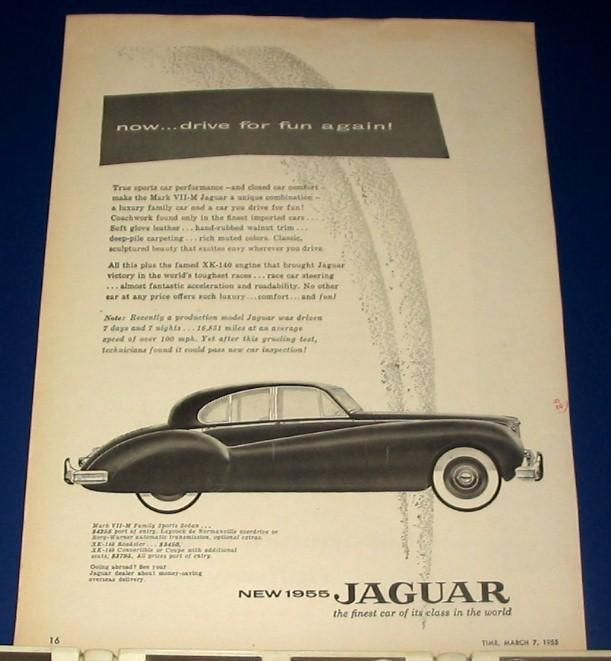 now...drive for fun again!
True sports car performance – and closed car comfort –
make the Mark VII-M Jaguar a unique combination –
a luxury family car and a car you drive for fun!
Coachwork found only in the finest imported cars...
Soft glove leather...hand-rubbed walnut trim...
deep-pile carpeting...rich muted colors. Classic,
sculptured beauty that excites envy wherever you drive.
All this plus the famed XK-140 engine that brought Jaguar
victory in the world's toughest races...race car steering
...almost fantastic acceleration and roadability. No other
car at any price offers such luxury...comfort...and fun!
Note: Recently a production model Jaguar was driven
7 days and 7 nights...16,851 miles at an average
speed of over 100 mph. Yet after this grueling test,
technicians found it could pass new car inspection!
Mark VII-M Family Sports Sedan...
$4255 port of entry. Laycock de Normanville overdrive or
Borg-Warner automatic transmission, optional extras.
XK-140 Roadster...$3450,
XK-140 Convertible or Coupe with additional
seats, $3795. All prices port of entry.
Going abroad? See your
Jaguar dealer about money-saving
overseas delivery.
NEW 1955 JAGUAR
the finest car of its class in the world
16
TIME, MARCH 7, 1955